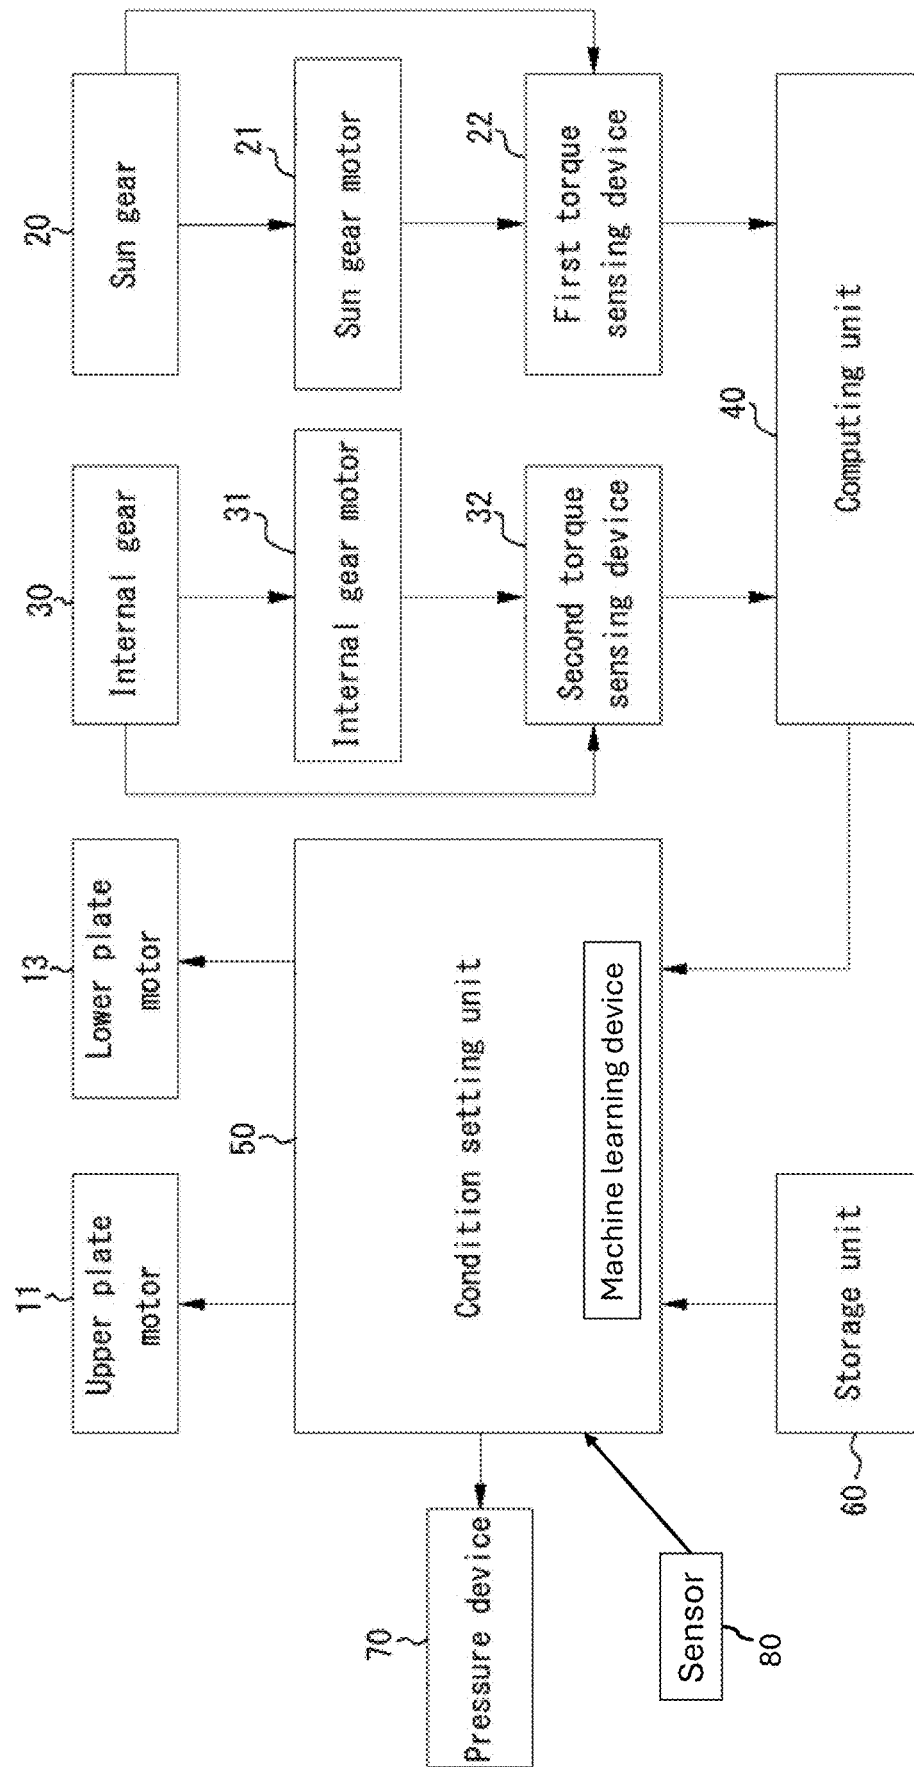 11
Upper plate
motor
13
Lower plate
motor
30
Internal gear
20
Sun gear
50
Condition setting unit
Machine learning device
31
Internal gear motor
21
Sun gear motor
70
Pressure device
32
Second torque
sensing device
22
First torque
sensing device
Sensor
80
60
Storage unit
40
Computing unit